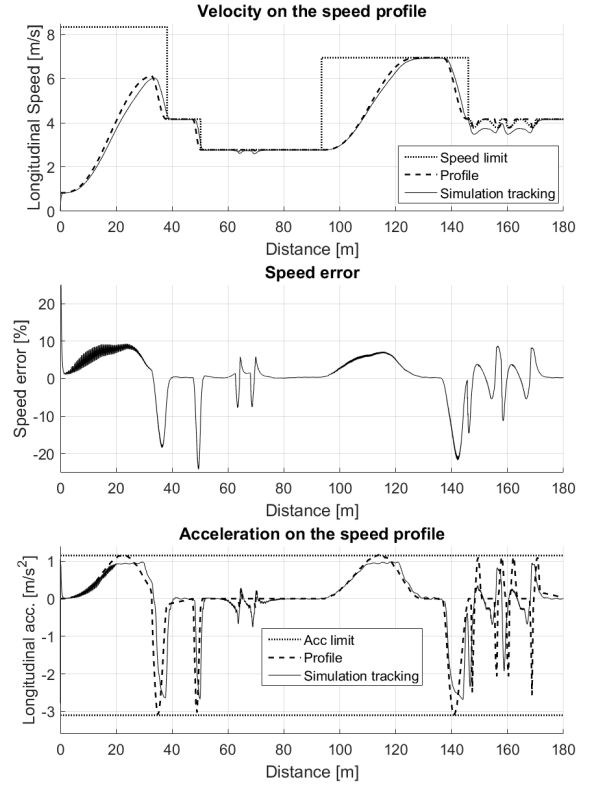 Velocity on the speed profile
Longitudinal Speed [m/s]
8
6
4
2
0
Speed limit
Profile
Simulation tracking
0 20 40 60 80 100 120 140 160 180
Distance [m]
Speed error
Speed error [%]
20
10
0
-10
-20
0 20 40 60 80 100 120 140 160 180
Distance [m]
Acceleration on the speed profile
Longitudinal acc. [m/s²]
1
0
-1
-2
-3
Acc limit
Profile
Simulation tracking
0 20 40 60 80 100 120 140 160 180
Distance [m]